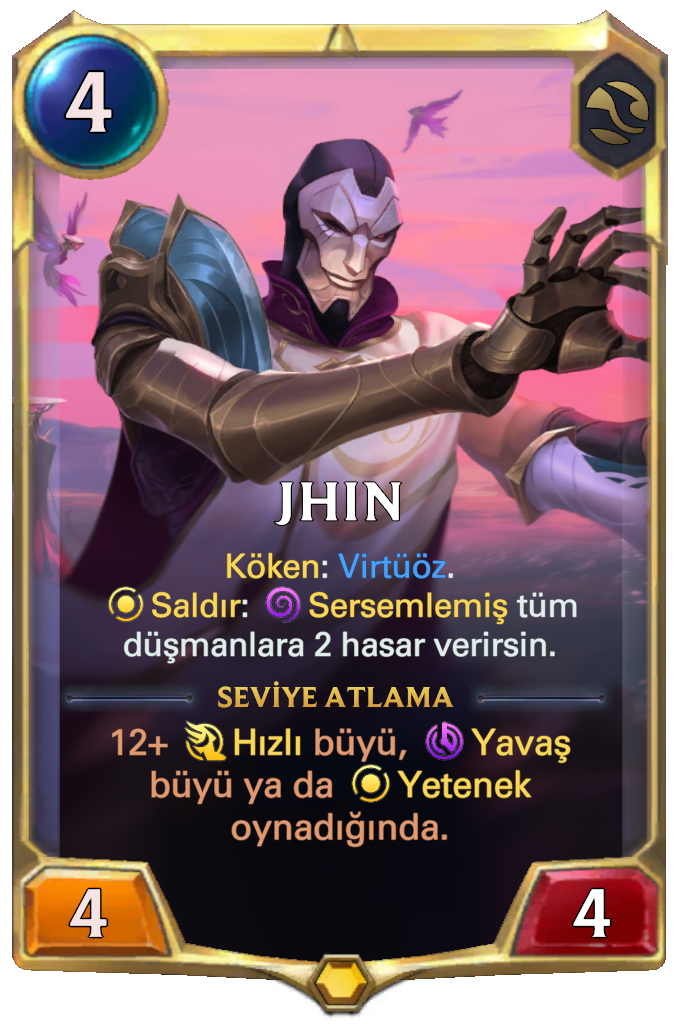 4
JHIN
Köken: Virtüöz.
Saldır: Sersemlemiş tüm
düşmanlara 2 hasar verirsin.
SEVİYE ATLAMA
12+ Hızlı büyü, Yavaş
büyü ya da Yetenek
oynadığında.
4 4